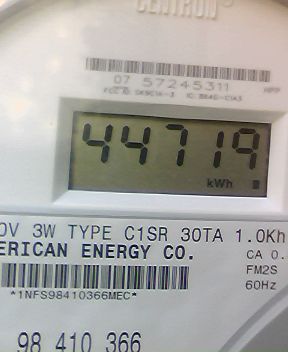 CENTRON
07 57245311
44719
kWh
0V 3W TYPE C1SR 30TA 1.0Kh
ERICAN ENERGY CO.
CA 0.
FM2S
*1NFS98410366MEC*
60Hz
98 410 366